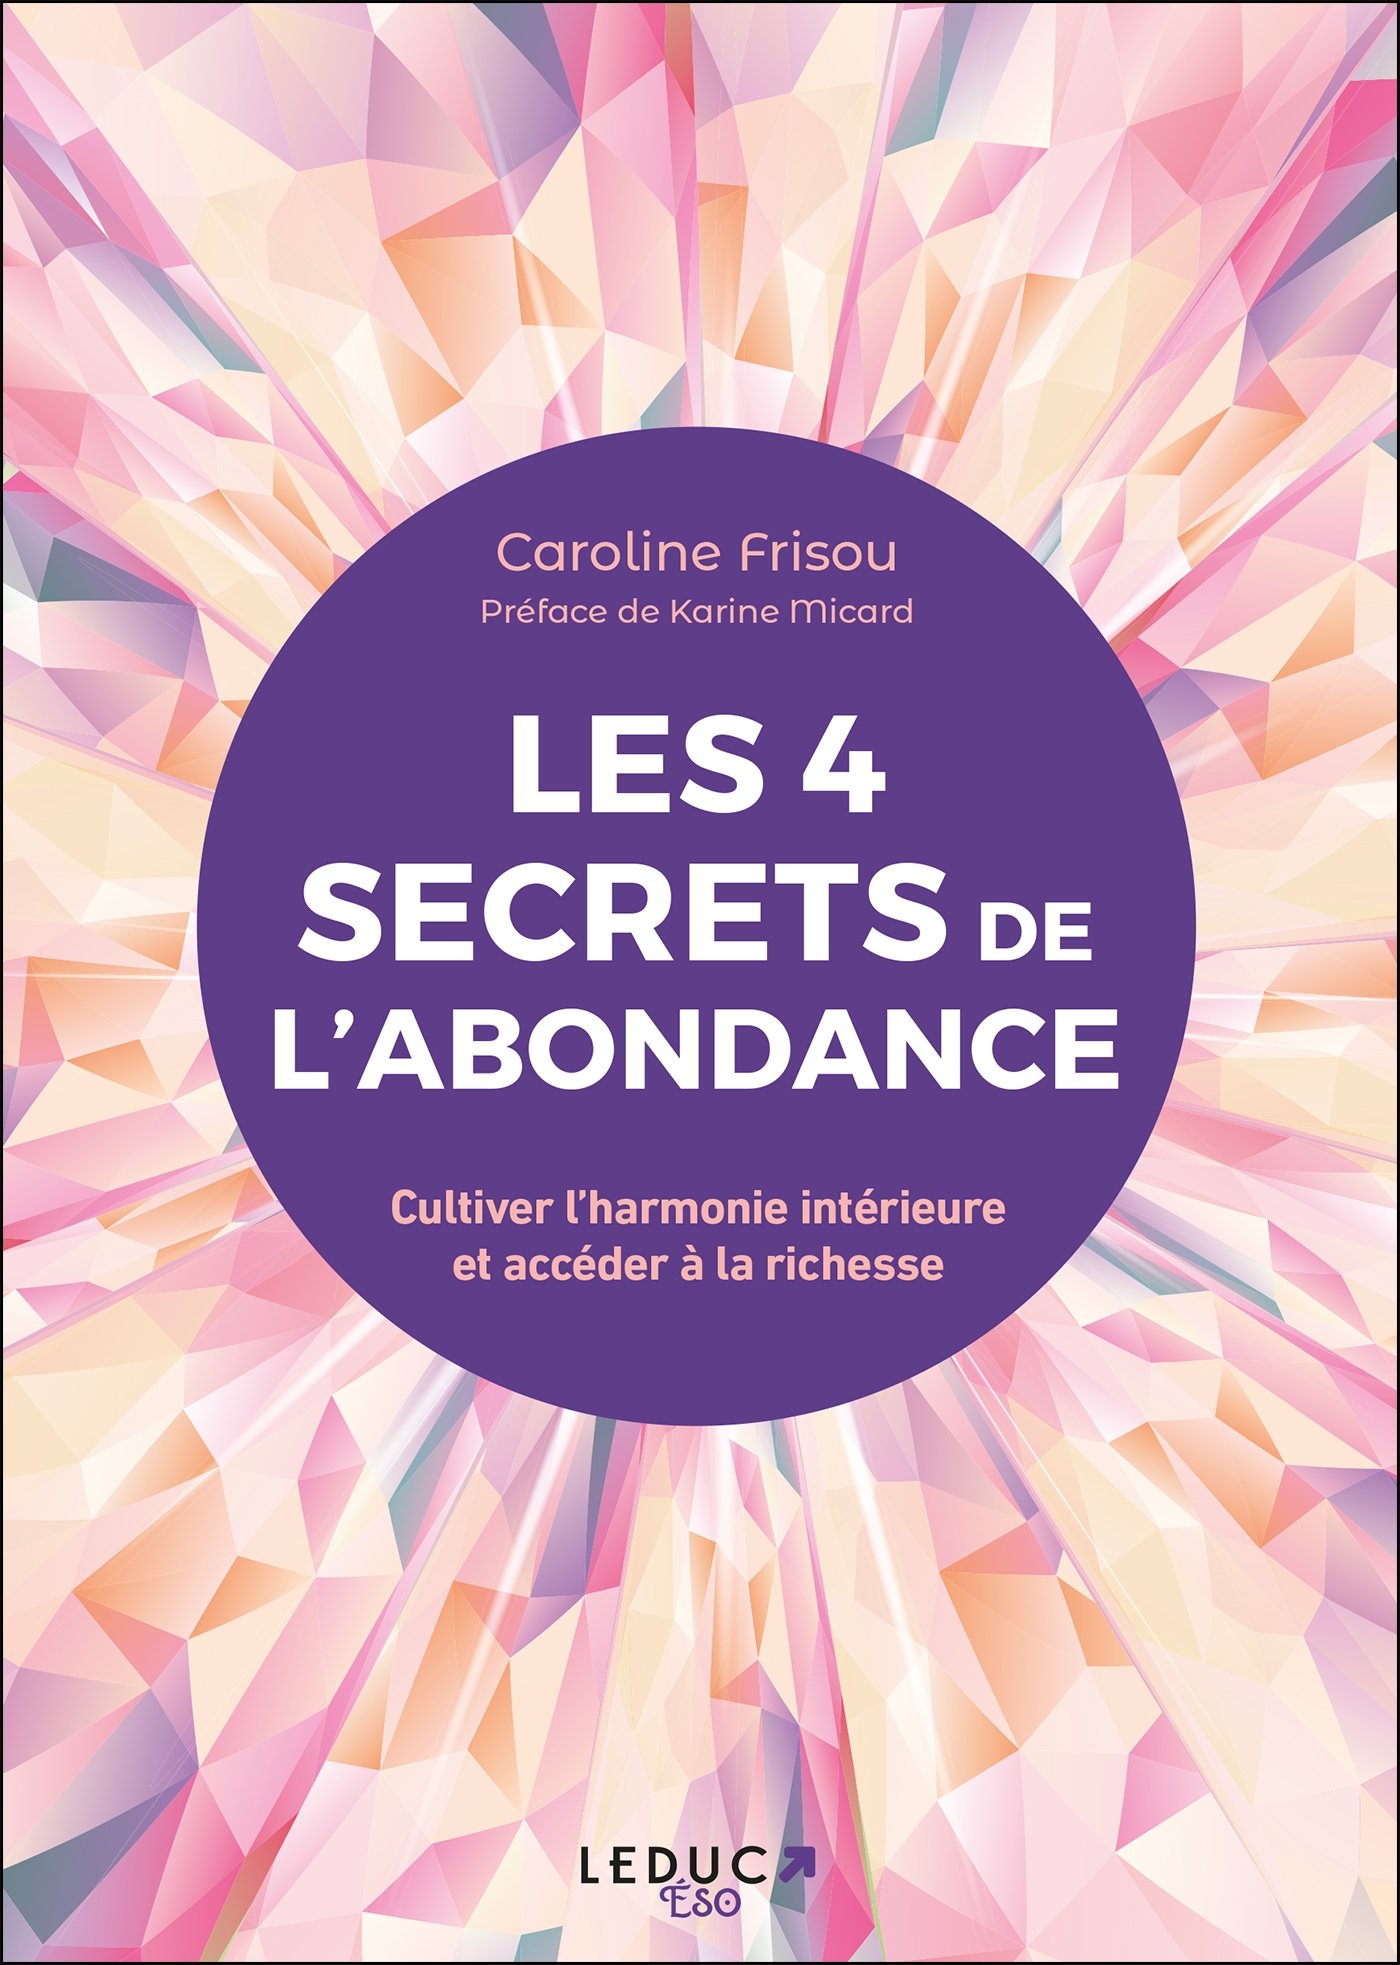 Caroline Frisou
Préface de Karine Micard
LES 4
SECRETS DE
L’ABONDANCE
Cultiver l’harmonie intérieure
et accéder à la richesse
LEDUC
ÉSO